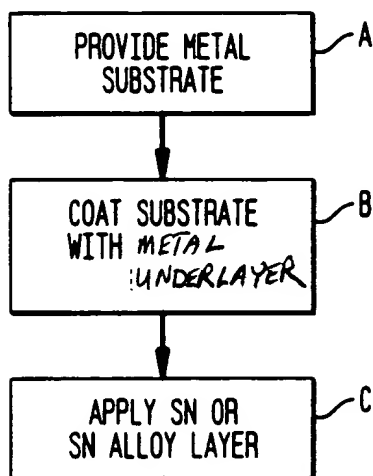 PROVIDE METAL
SUBSTRATE
A
COAT SUBSTRATE
WITH METAL
UNDERLAYER
B
APPLY SN OR
SN ALLOY LAYER
C